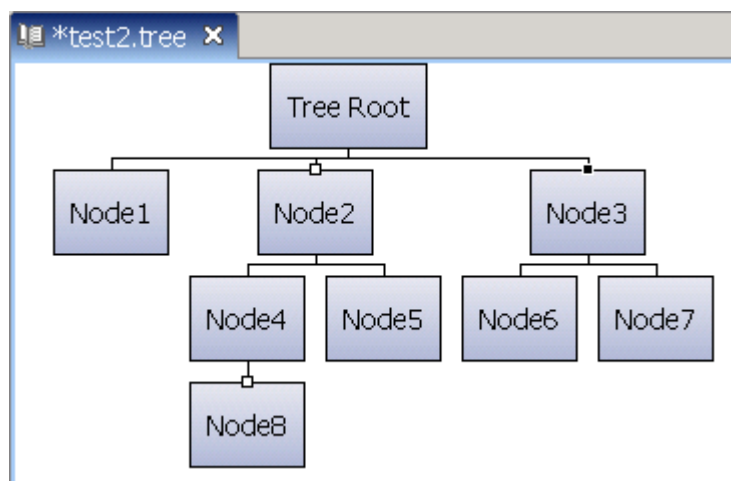 *test2.tree
Tree Root
Node1 Node2 Node3
Node4 Node5 Node6 Node7
Node8